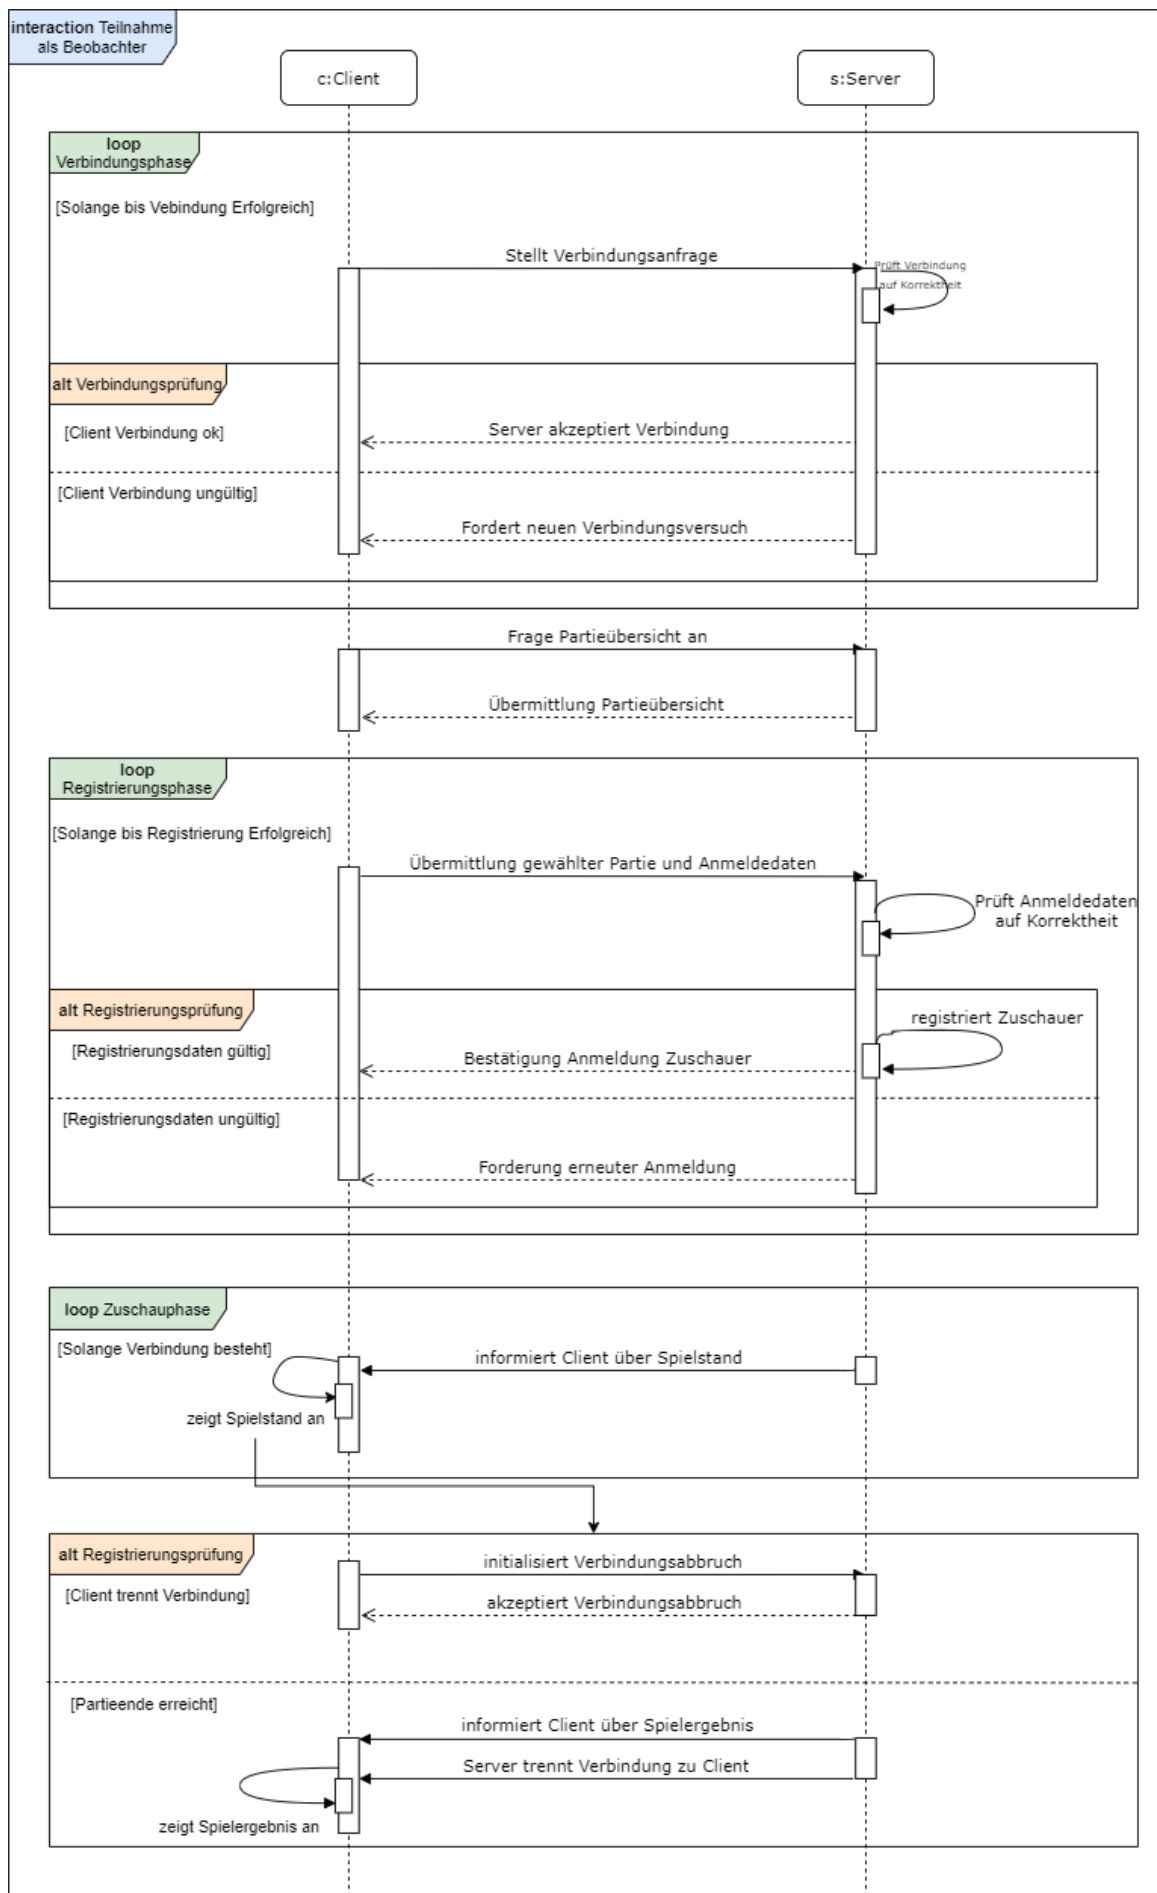 interaction Teilnahme
als Beobachter
c:Client
s:Server
loop
Verbindungsphase
[Solange bis Vebindung Erfolgreich]
Stellt Verbindungsanfrage
Prüft Verbindung
auf Korrektheit
alt Verbindungsprüfung
[Client Verbindung ok]
Server akzeptiert Verbindung
[Client Verbindung ungültig]
Fordert neuen Verbindungsversuch
Frage Partieübersicht an
Übermittlung Partieübersicht
loop
Registrierungsphase
[Solange bis Registrierung Erfolgreich]
Übermittlung gewählter Partie und Anmeldedaten
Prüft Anmeldedaten
auf Korrektheit
alt Registrierungsprüfung
registriert Zuschauer
[Registrierungsdaten gültig]
Bestätigung Anmeldung Zuschauer
[Registrierungsdaten ungültig]
Forderung erneuter Anmeldung
loop Zuschauphase
[Solange Verbindung besteht]
informiert Client über Spielstand
zeigt Spielstand an
alt Registrierungsprüfung
initialisiert Verbindungsabbruch
[Client trennt Verbindung]
akzeptiert Verbindungsabbruch
[Partieende erreicht]
informiert Client über Spielergebnis
Server trennt Verbindung zu Client
zeigt Spielergebnis an